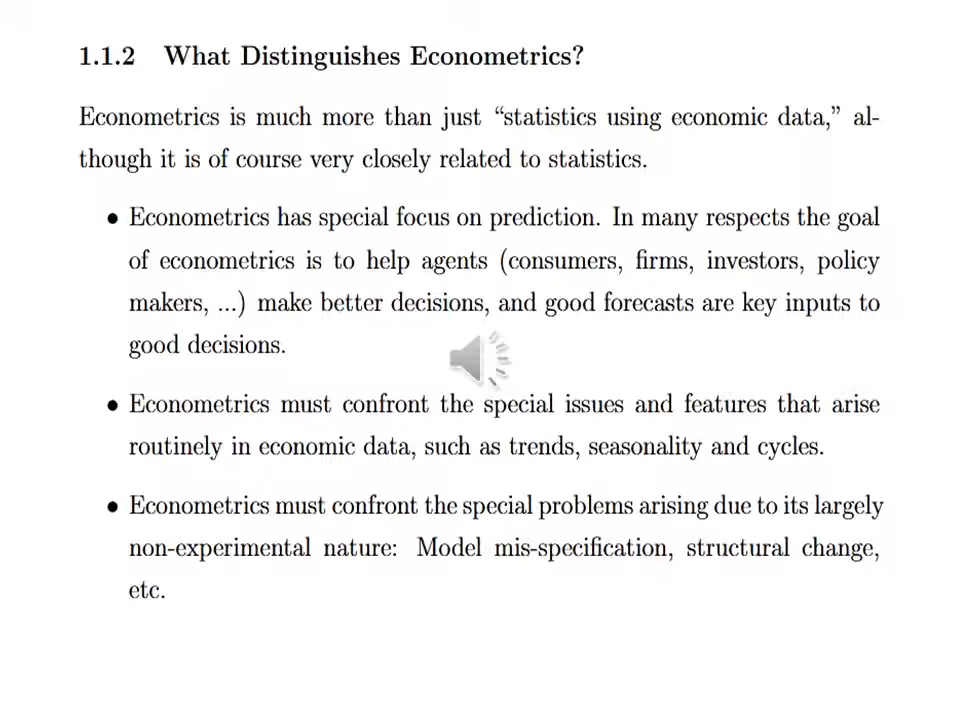 1.1.2 What Distinguishes Econometrics?
Econometrics is much more than just “statistics using economic data,” al-
though it is of course very closely related to statistics.
• Econometrics has special focus on prediction. In many respects the goal
of econometrics is to help agents (consumers, firms, investors, policy
makers, ...) make better decisions, and good forecasts are key inputs to
good decisions.
• Econometrics must confront the special issues and features that arise
routinely in economic data, such as trends, seasonality and cycles.
• Econometrics must confront the special problems arising due to its largely
non-experimental nature: Model mis-specification, structural change,
etc.